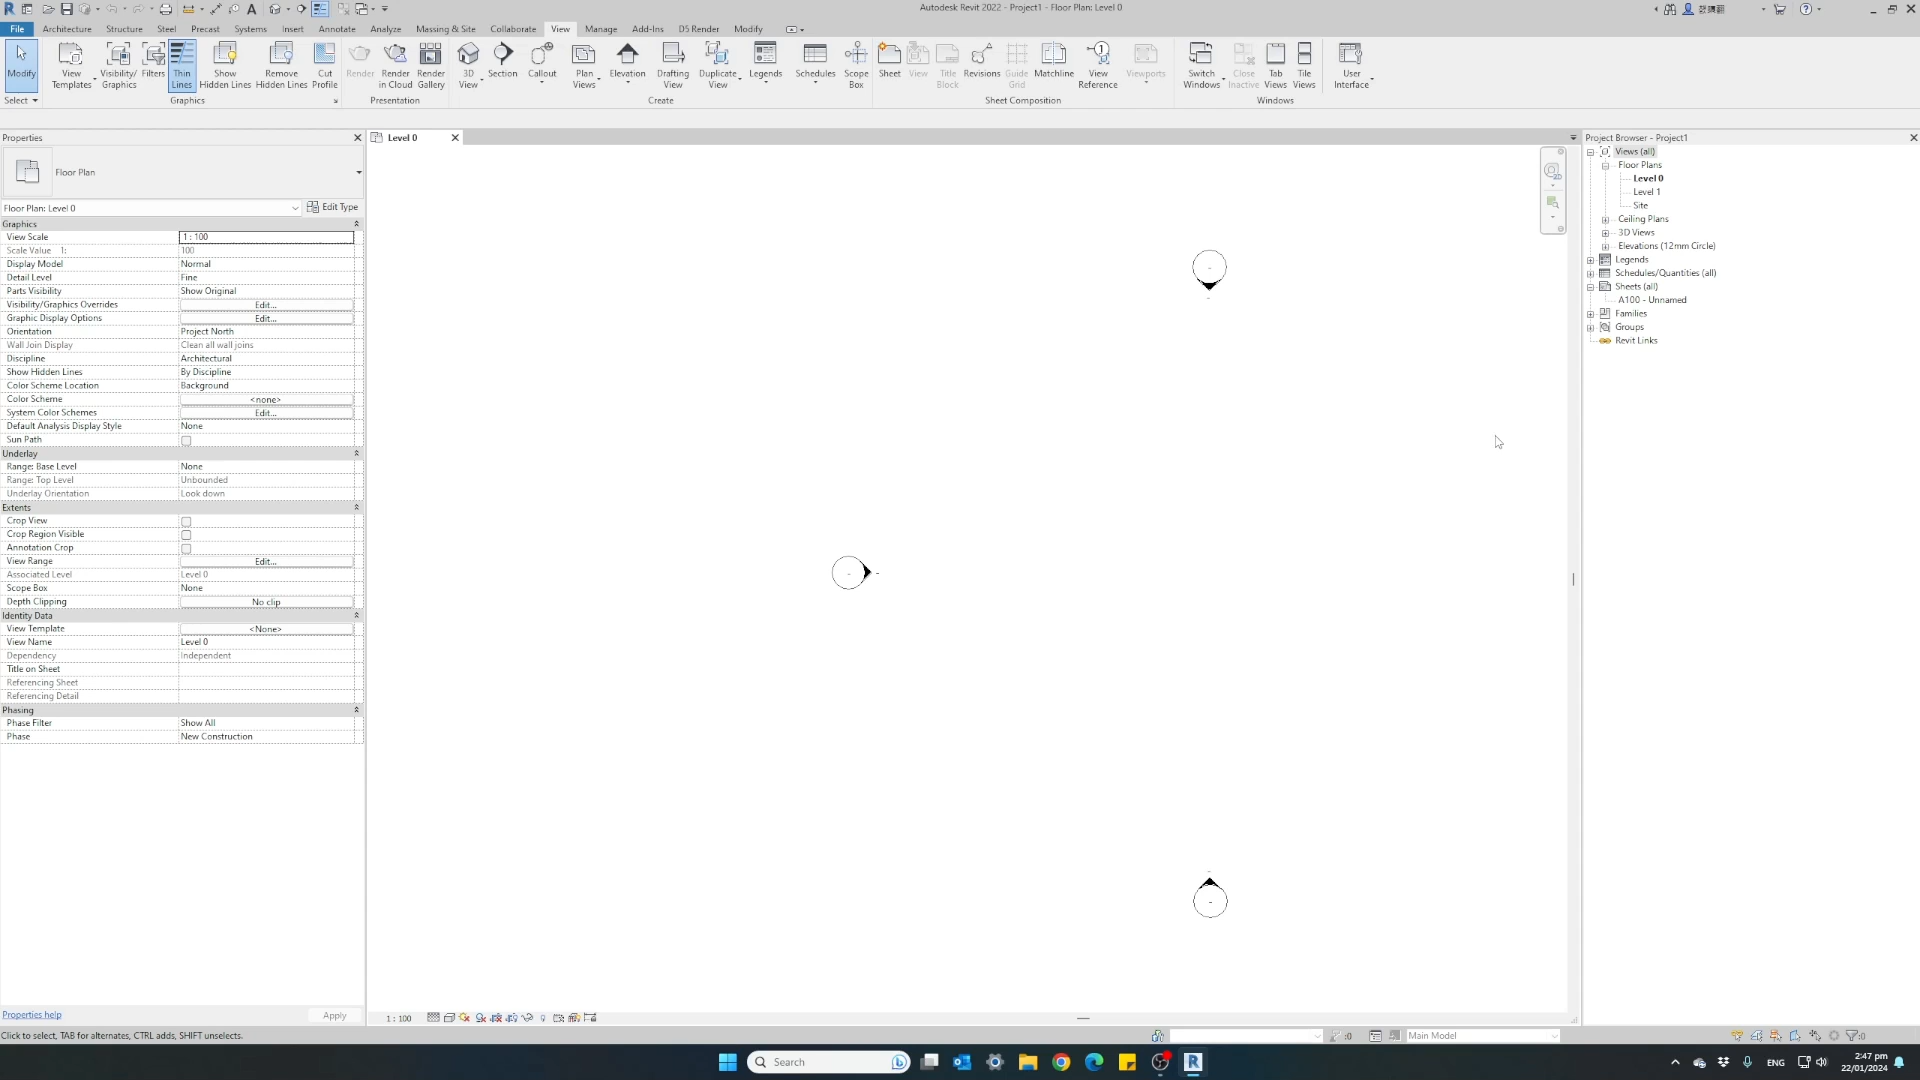 Autodesk Revit 2022 - Project1 - Floor Plan: Level 0
File Architecture Structure Steel Precast Systems Insert Annotate Analyze Massing & Site Collaborate View Manage Add-Ins D5 Render Modify
Modify
View Templates
Visibility/ Graphics
Filters
Thin Lines
Show Hidden Lines
Remove Hidden Lines
Cut Profile
Render
Render in Cloud
Render Gallery
3D View
Section
Callout
Plan Views
Elevation
Drafting View
Duplicate View
Legends
Schedules
Scope Box
Sheet
View
Title Block
Revisions
Guide Grid
Matchline
View Reference
Viewports
Switch Windows
Close Inactive
Tab Views
Tile Views
User Interface
Select Graphics Presentation Create Sheet Composition Windows
Properties
Floor Plan
Floor Plan: Level 0 Edit Type
Graphics
View Scale 1 : 100
Scale Value 1: 100
Display Model Normal
Detail Level Fine
Parts Visibility Show Original
Visibility/Graphics Overrides Edit...
Graphic Display Options Edit...
Orientation Project North
Wall Join Display Clean all wall joins
Discipline Architectural
Show Hidden Lines By Discipline
Color Scheme Location Background
Color Scheme <none>
System Color Schemes Edit...
Default Analysis Display Style None
Sun Path
Underlay
Range: Base Level None
Range: Top Level Unbounded
Underlay Orientation Look down
Extents
Crop View
Crop Region Visible
Annotation Crop
View Range Edit...
Associated Level Level 0
Scope Box None
Depth Clipping No clip
Identity Data
View Template <None>
View Name Level 0
Dependency Independent
Title on Sheet
Referencing Sheet
Referencing Detail
Phasing
Phase Filter Show All
Phase New Construction
Properties help Apply
Level 0
1 : 100
Project Browser - Project1
Views (all)
Floor Plans
Level 0
Level 1
Site
Ceiling Plans
3D Views
Elevations (12mm Circle)
Legends
Schedules/Quantities (all)
Sheets (all)
A100 - Unnamed
Families
Groups
Revit Links
Click to select, TAB for alternates, CTRL adds, SHIFT unselects.
:0
Main Model
:0
Search
ENG
2:47 pm
22/01/2024